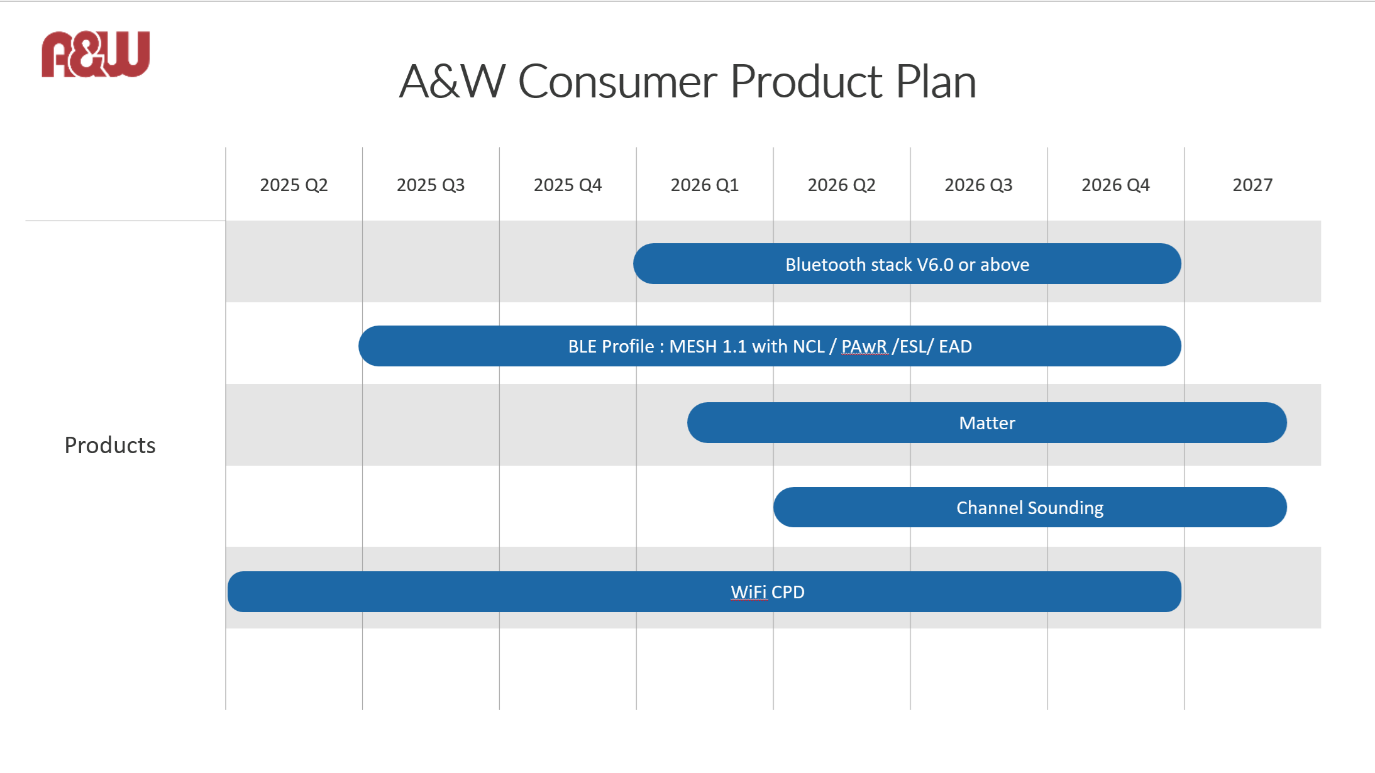 A&W
A&W Consumer Product Plan
2025 Q2 2025 Q3 2025 Q4 2026 Q1 2026 Q2 2026 Q3 2026 Q4 2027
Bluetooth stack V6.0 or above
BLE Profile : MESH 1.1 with NCL / PAwR /ESL/ EAD
Matter
Products
Channel Sounding
WiFi CPD